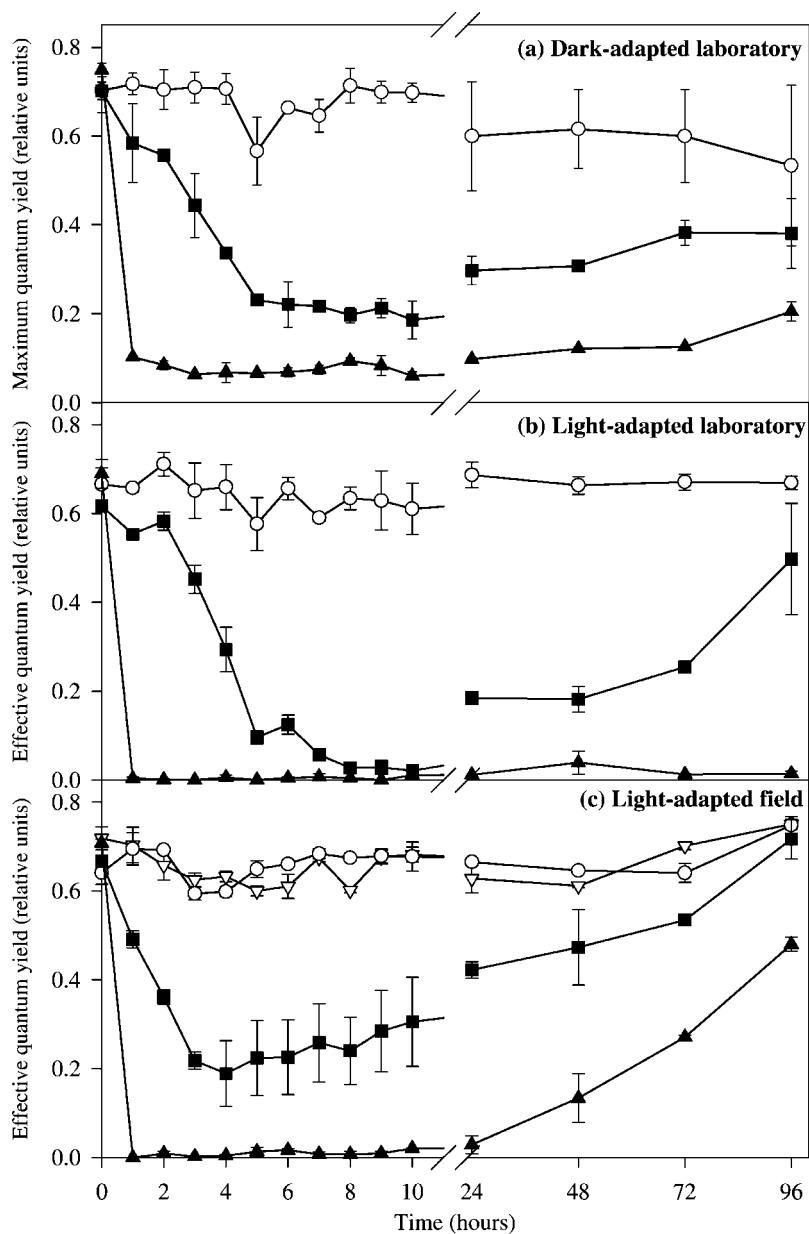 (a) Dark-adapted laboratory
Maximum quantum yield (relative units)
0.8
0.6
0.4
0.2
0.0
(b) Light-adapted laboratory
Effective quantum yield (relative units)
0.8
0.6
0.4
0.2
0.0
(c) Light-adapted field
Effective quantum yield (relative units)
0.8
0.6
0.4
0.2
0.0
0 2 4 6 8 10 24 48 72 96
Time (hours)